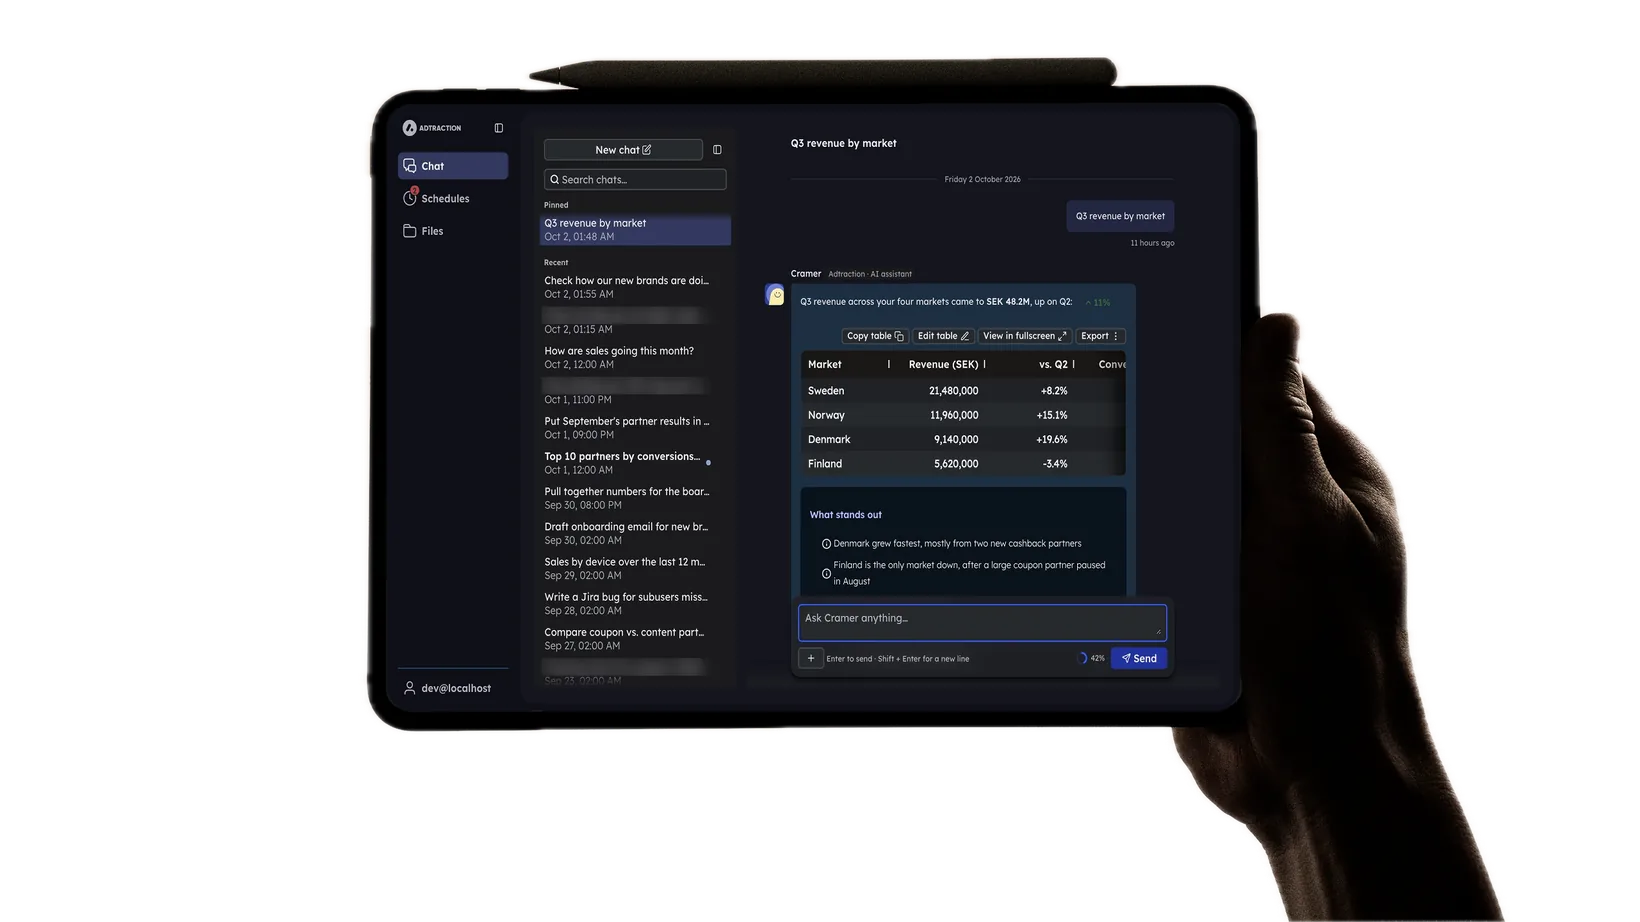 ADTRACTION
Chat
2
Schedules
Files
dev@localhost
New chat
Search chats...
Pinned
Q3 revenue by market
Oct 2, 01:48 AM
Recent
Check how our new brands are doi...
Oct 2, 01:55 AM
Oct 2, 01:15 AM
How are sales going this month?
Oct 2, 12:00 AM
Oct 1, 11:00 PM
Put September's partner results in ...
Oct 1, 09:00 PM
Top 10 partners by conversions...
Oct 1, 12:00 AM
Pull together numbers for the boar...
Sep 30, 08:00 PM
Draft onboarding email for new br...
Sep 30, 02:00 AM
Sales by device over the last 12 m...
Sep 29, 02:00 AM
Write a Jira bug for subusers miss...
Sep 28, 02:00 AM
Compare coupon vs. content part...
Sep 27, 02:00 AM
Sep 23, 02:00 AM
Q3 revenue by market
Friday 2 October 2026
Q3 revenue by market
11 hours ago
Cramer Adtraction · AI assistant
Q3 revenue across your four markets came to SEK 48.2M, up on Q2: 11%
Copy table Edit table View in fullscreen Export
Market Revenue (SEK) vs. Q2 Conve
Sweden 21,480,000 +8.2%
Norway 11,960,000 +15.1%
Denmark 9,140,000 +19.6%
Finland 5,620,000 -3.4%
What stands out
Denmark grew fastest, mostly from two new cashback partners
Finland is the only market down, after a large coupon partner paused
in August
Ask Cramer anything...
Enter to send · Shift + Enter for a new line 42% Send